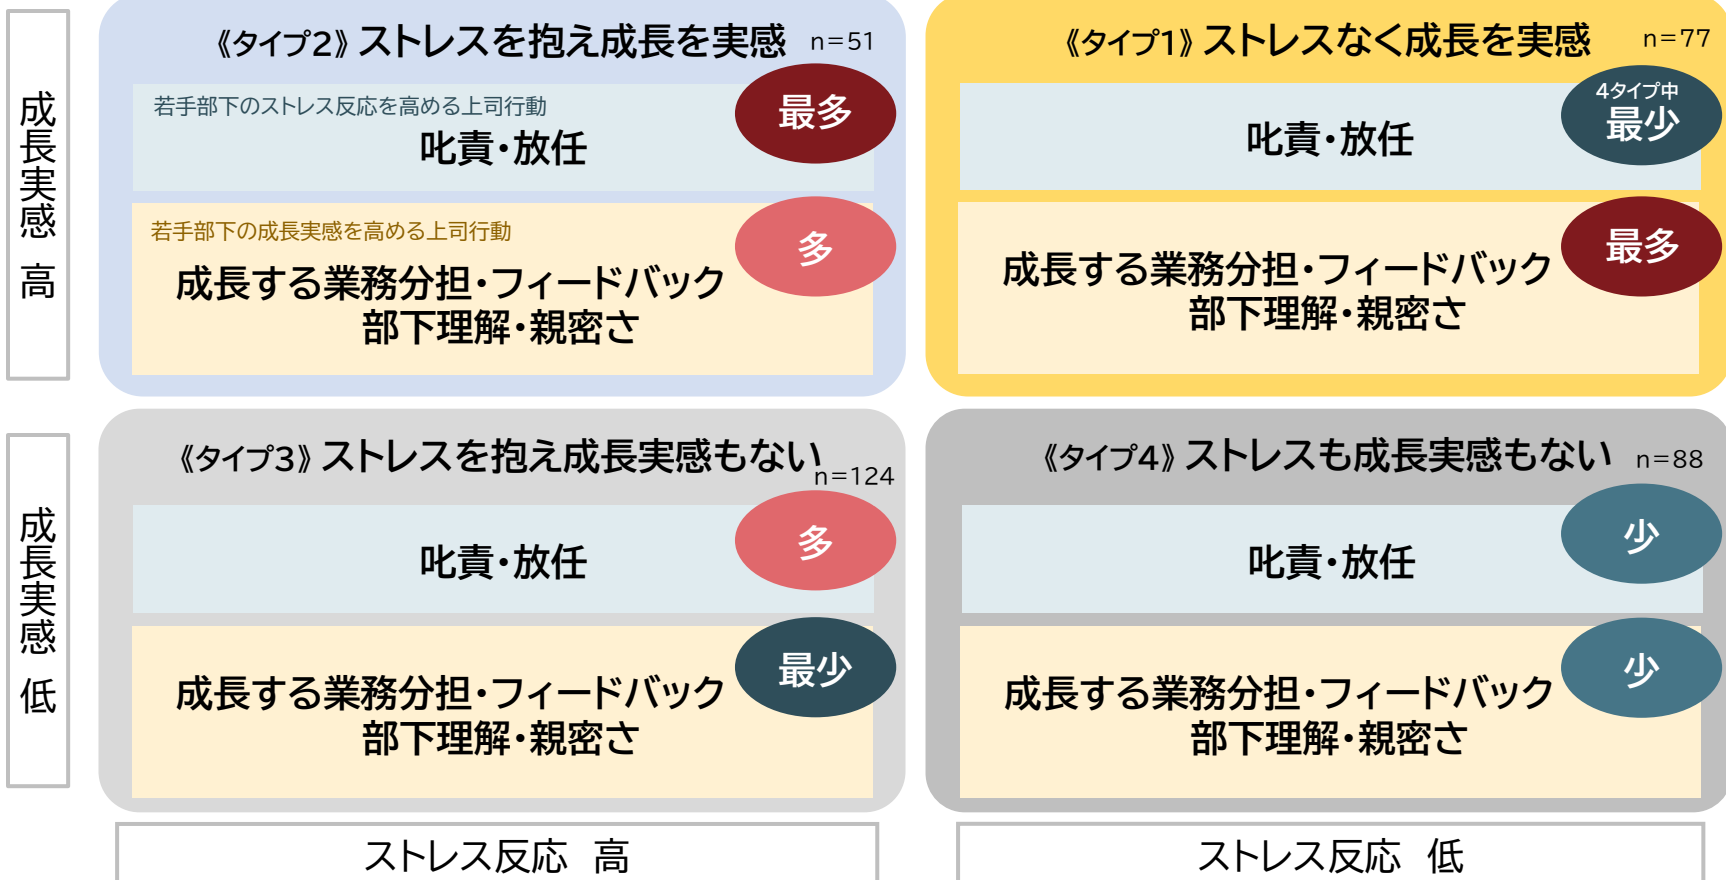 成長実感 高
《タイプ2》 ストレスを抱え成長を実感 n=51
若手部下のストレス反応を高める上司行動
叱責・放任
最多
若手部下の成長実感を高める上司行動
成長する業務分担・フィードバック
部下理解・親密さ
多
《タイプ1》 ストレスなく成長を実感 n=77
叱責・放任
4タイプ中
最少
成長する業務分担・フィードバック
部下理解・親密さ
最多
成長実感 低
《タイプ3》 ストレスを抱え成長実感もない
n=124
叱責・放任
多
成長する業務分担・フィードバック
部下理解・親密さ
最少
《タイプ4》 ストレスも成長実感もない n=88
叱責・放任
少
成長する業務分担・フィードバック
部下理解・親密さ
少
ストレス反応 高
ストレス反応 低